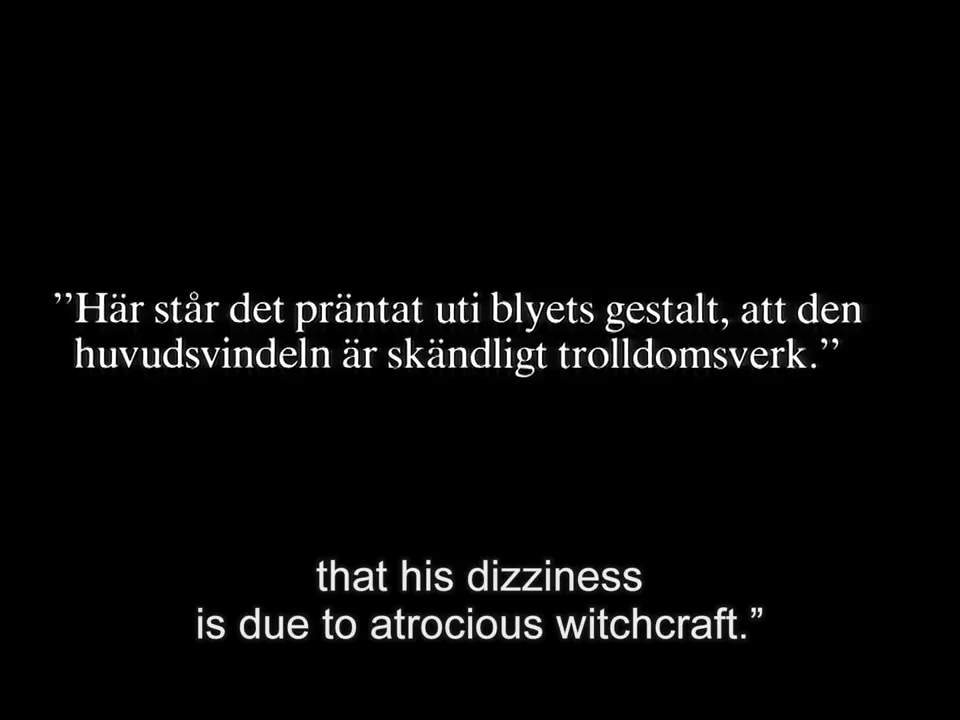 ”Här står det präntat uti blyets gestalt, att den
huvudsvindeln är skändligt trolldomsverk.”
that his dizziness
is due to atrocious witchcraft.”